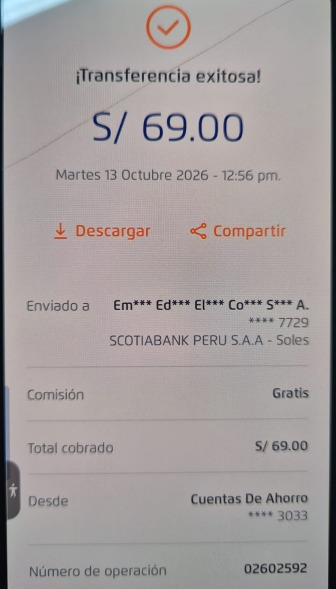 ¡Transferencia exitosa!
S/ 69.00
Martes 13 Octubre 2026 - 12:56 pm.
Descargar Compartir
Enviado a Em*** Ed*** El*** Co*** S*** A.
**** 7729
SCOTIABANK PERU S.A.A - Soles
Comisión Gratis
Total cobrado S/ 69.00
Desde Cuentas De Ahorro
**** 3033
Número de operación 02602592